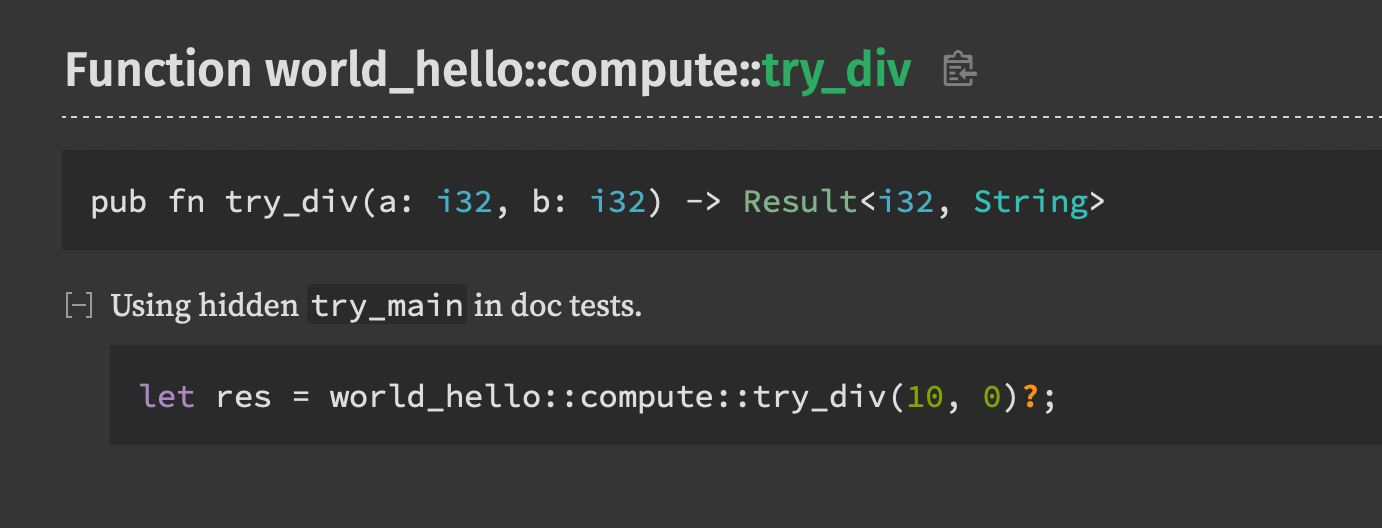 Function world_hello::compute::try_div
pub fn try_div(a: i32, b: i32) -> Result<i32, String>
[−] Using hidden try_main in doc tests.
let res = world_hello::compute::try_div(10, 0)?;